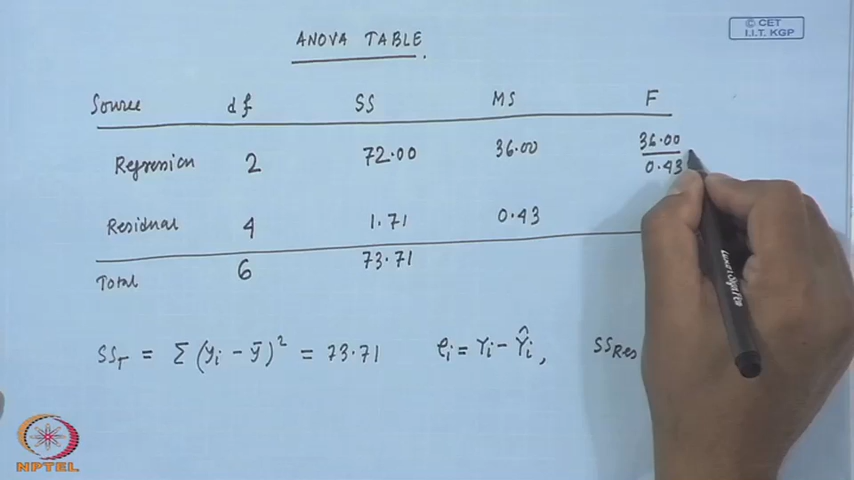 © CET
I.I.T. KGP
ANOVA TABLE
Source df SS MS F
Regression 2 72.00 36.00 36.00/0.43
Residual 4 1.71 0.43
Total 6 73.71
SS_T = Σ (y_i - ȳ)² = 73.71 e_i = Y_i - Ŷ_i, SS_Res
NPTEL